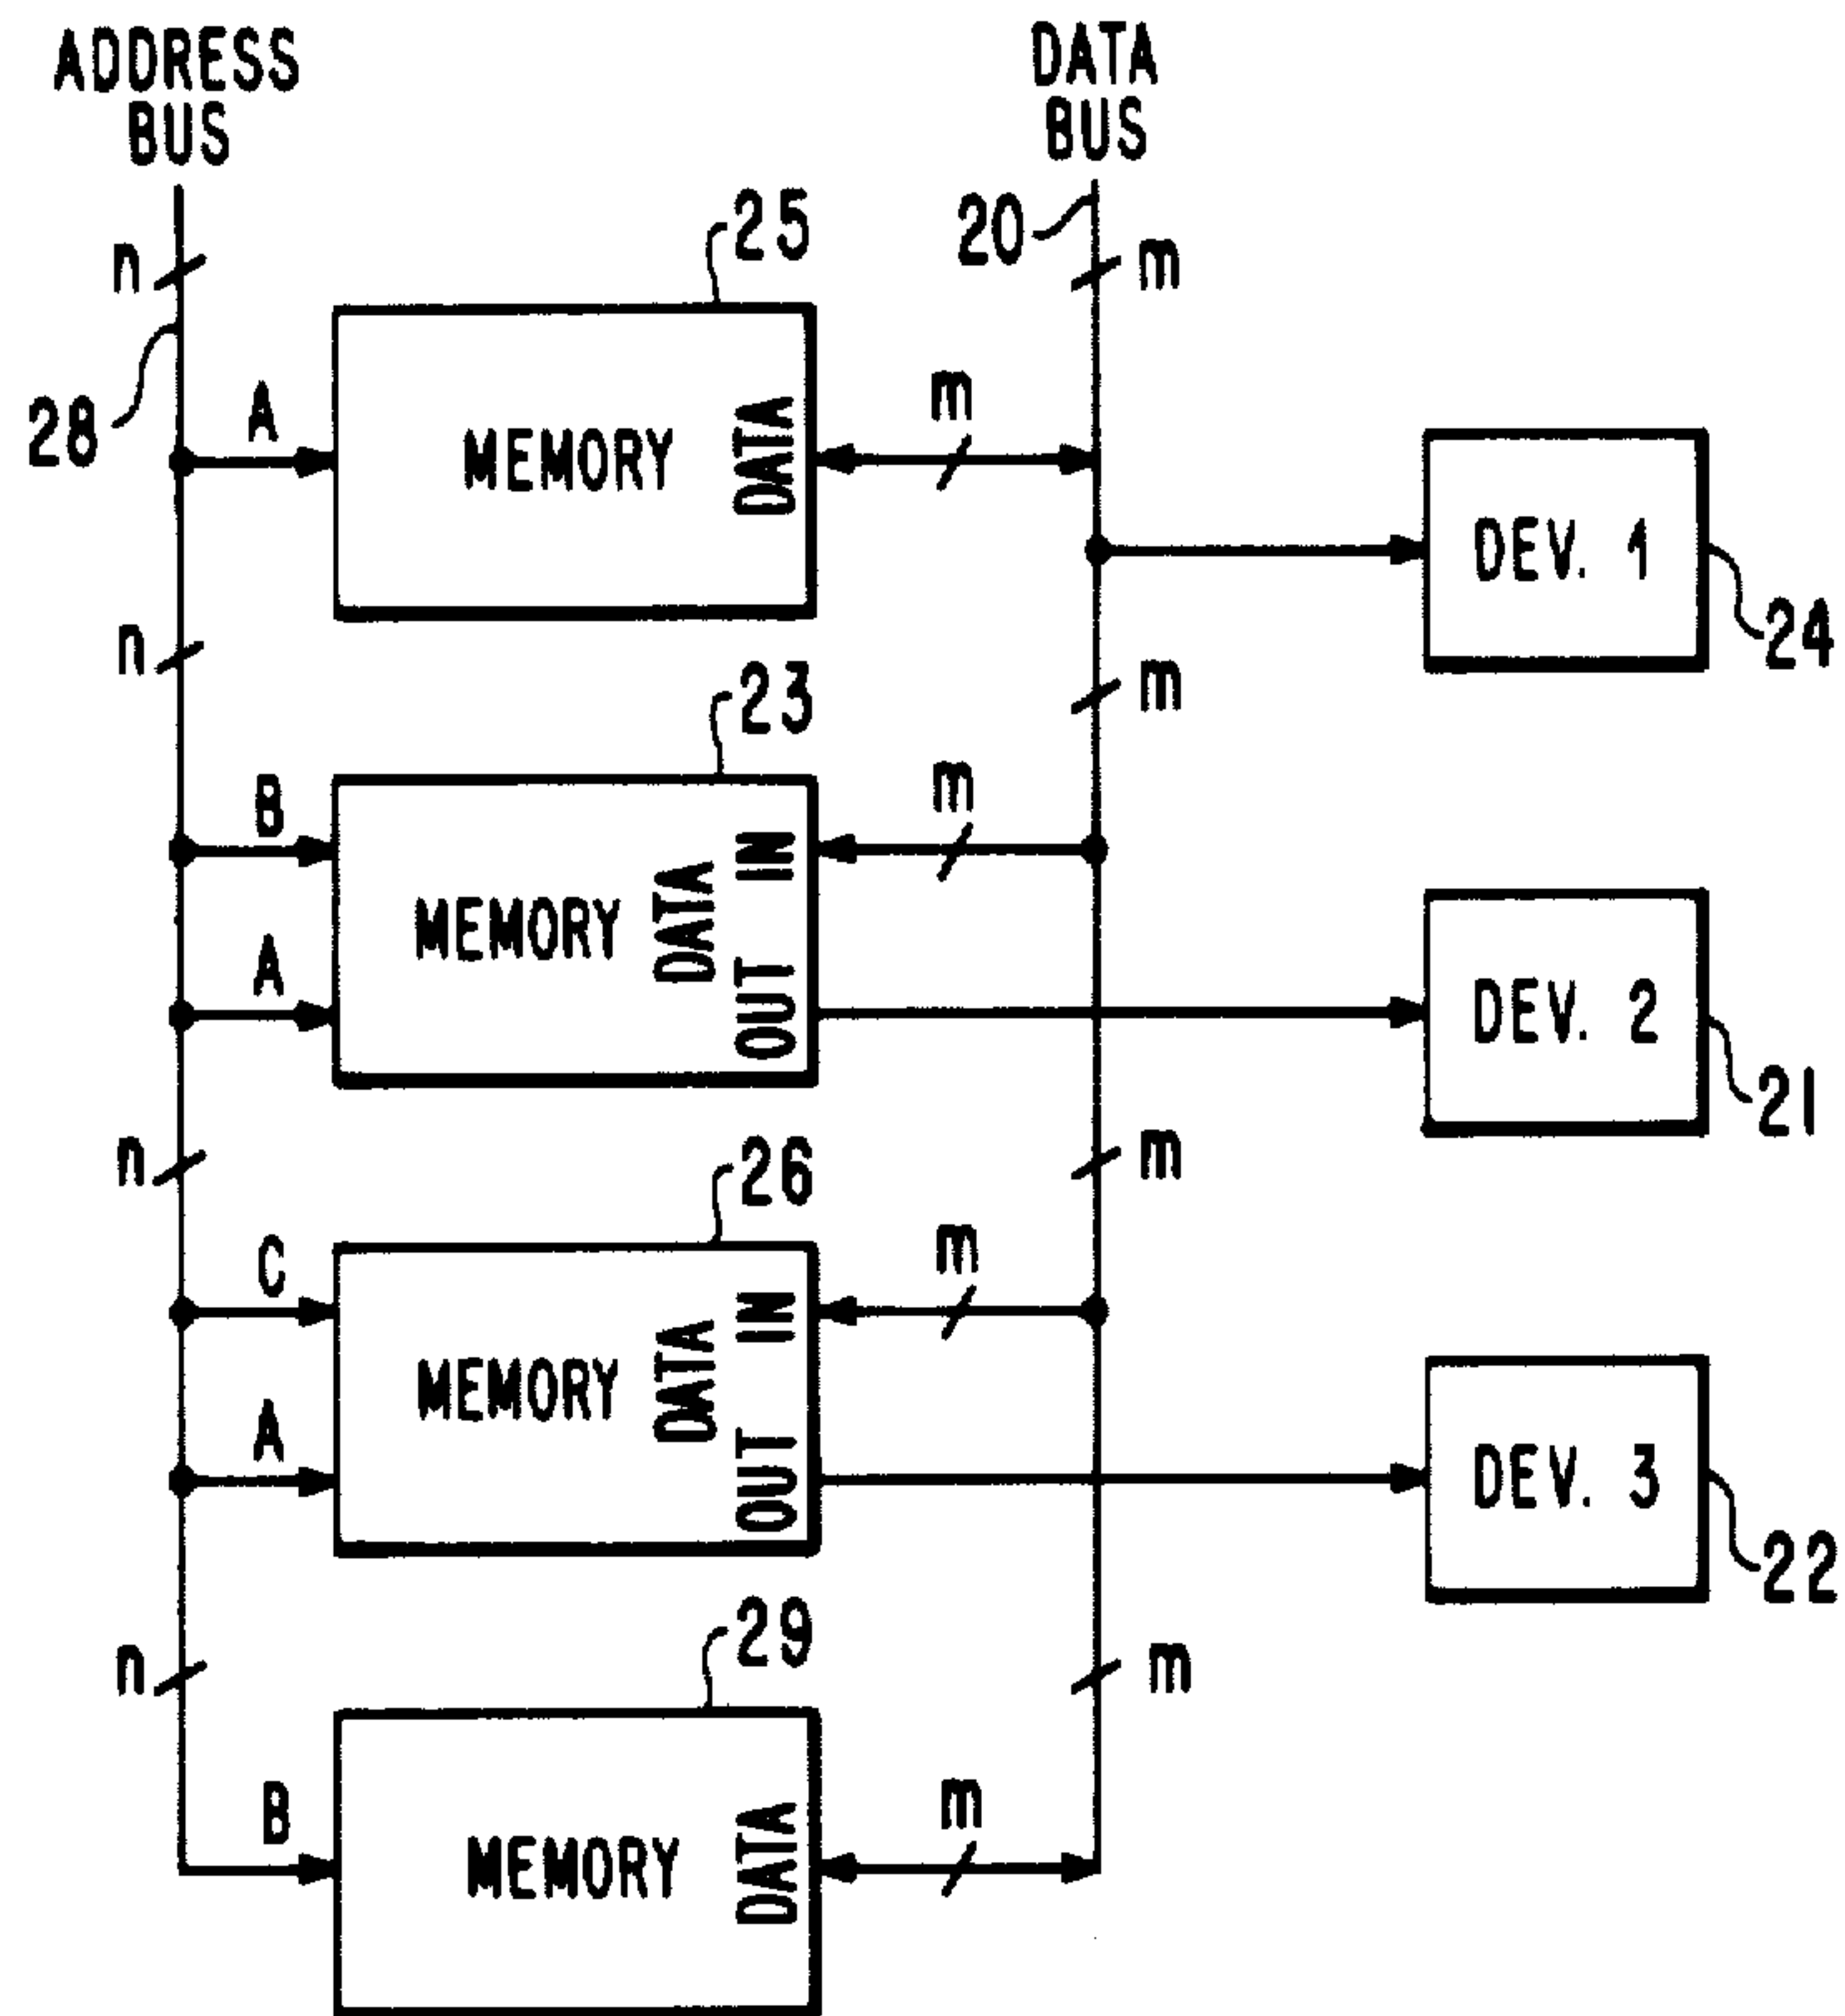 ADDRESS
BUS
DATA
BUS
25
20
n
m
28
A
m
MEMORY
DATA
DEV. 1
24
n
m
23
B
m
MEMORY
DATA
IN
OUT
A
DEV. 2
21
n
m
26
C
m
MEMORY
DATA
IN
OUT
A
DEV. 3
22
n
m
29
B
m
MEMORY
DATA